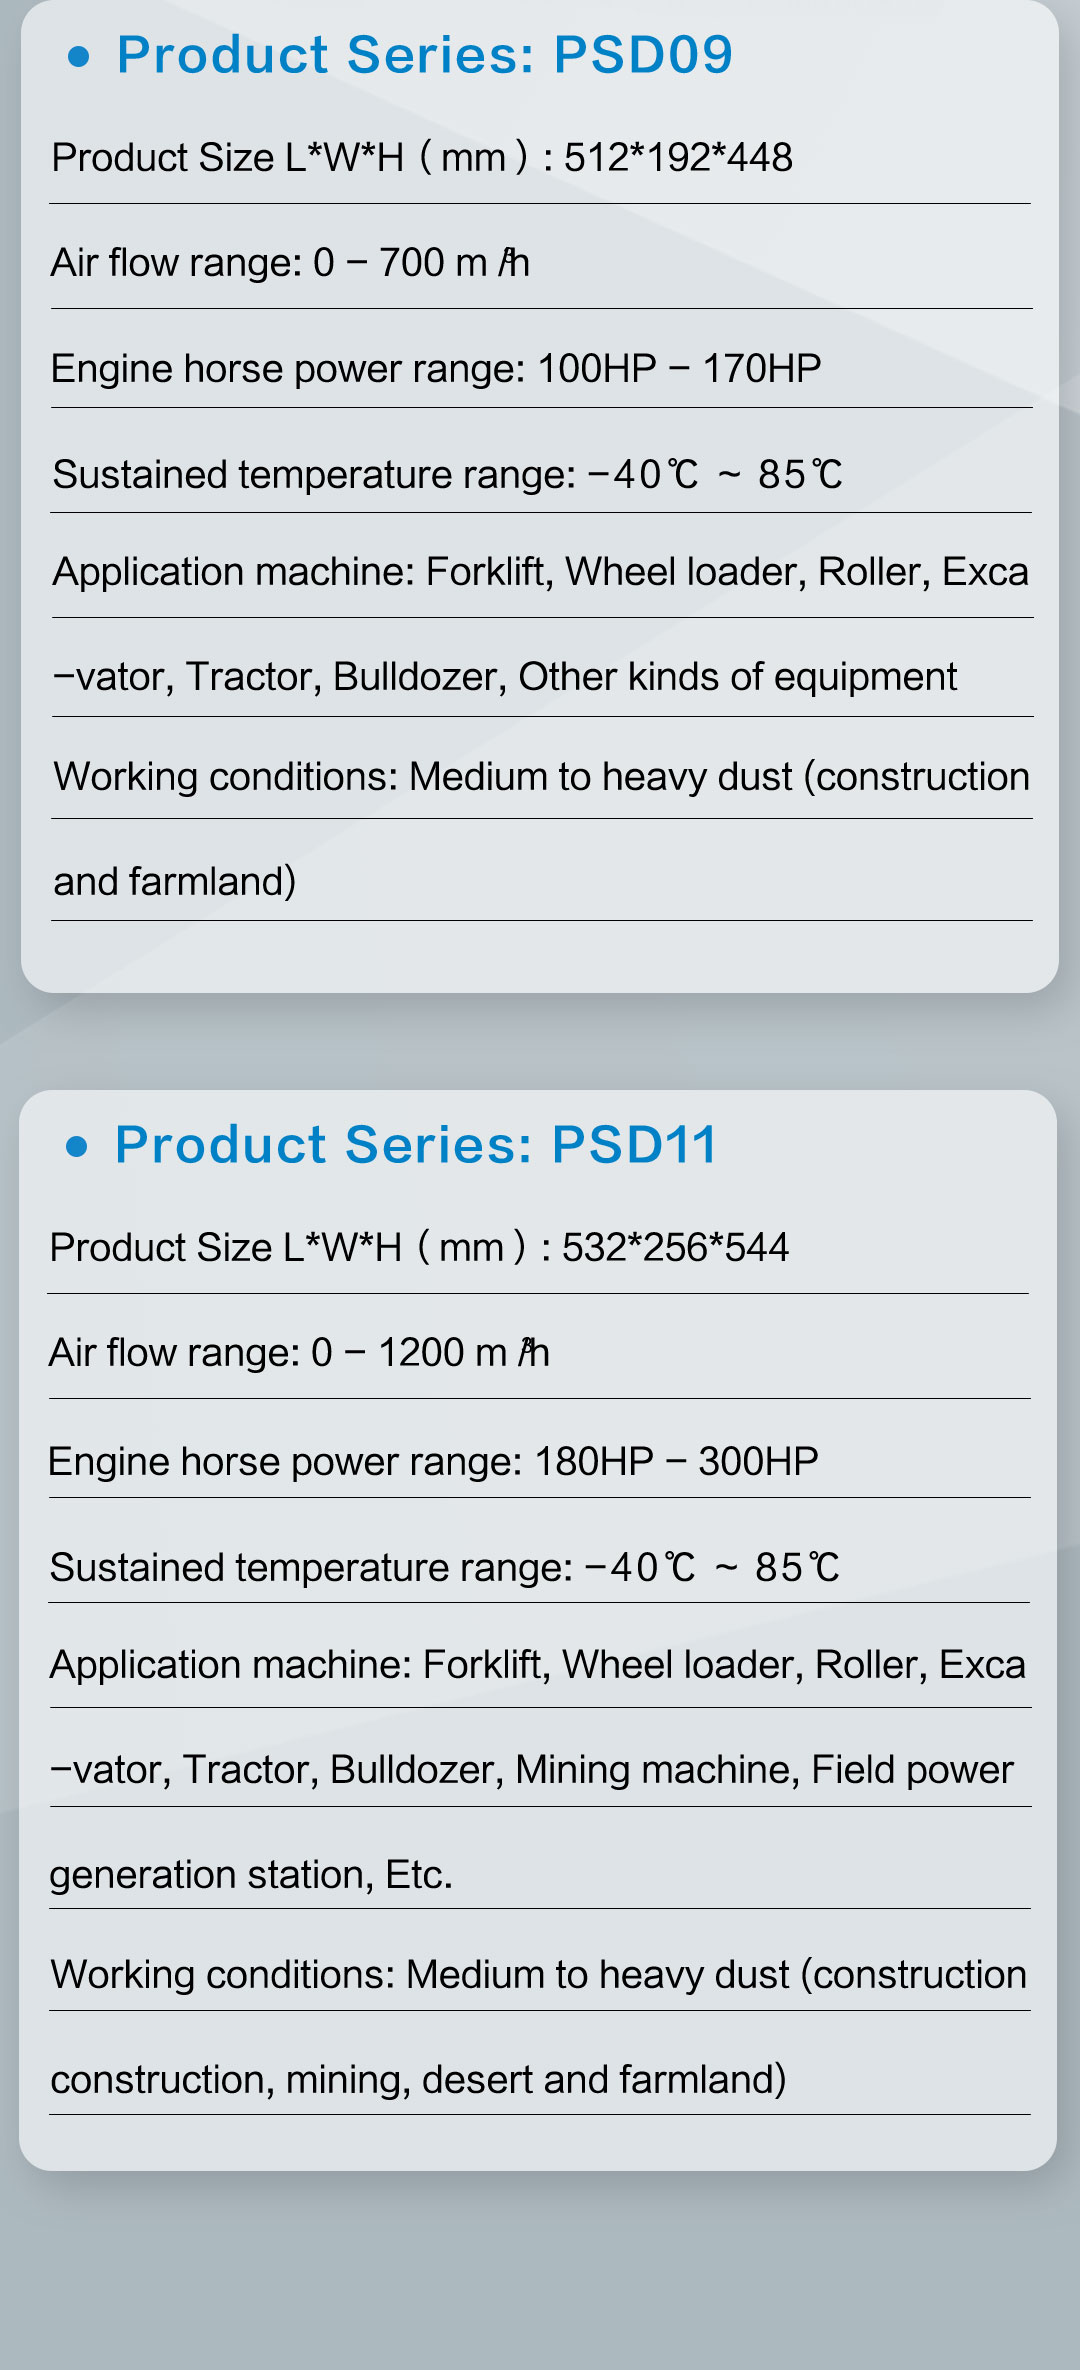 • Product Series: PSD09
Product Size L*W*H（mm）: 512*192*448
Air flow range: 0 – 700 m³/h
Engine horse power range: 100HP – 170HP
Sustained temperature range: –40℃ ~ 85℃
Application machine: Forklift, Wheel loader, Roller, Exca
–vator, Tractor, Bulldozer, Other kinds of equipment
Working conditions: Medium to heavy dust (construction
and farmland)
• Product Series: PSD11
Product Size L*W*H（mm）: 532*256*544
Air flow range: 0 – 1200 m³/h
Engine horse power range: 180HP – 300HP
Sustained temperature range: –40℃ ~ 85℃
Application machine: Forklift, Wheel loader, Roller, Exca
–vator, Tractor, Bulldozer, Mining machine, Field power
generation station, Etc.
Working conditions: Medium to heavy dust (construction
construction, mining, desert and farmland)